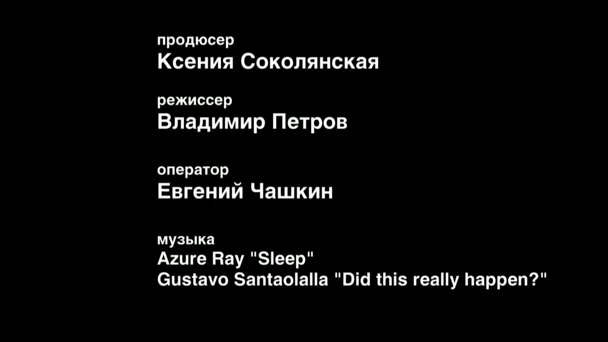 продюсер
Ксения Соколянская
режиссер
Владимир Петров
оператор
Евгений Чашкин
музыка
Azure Ray "Sleep"
Gustavo Santaolalla "Did this really happen?"